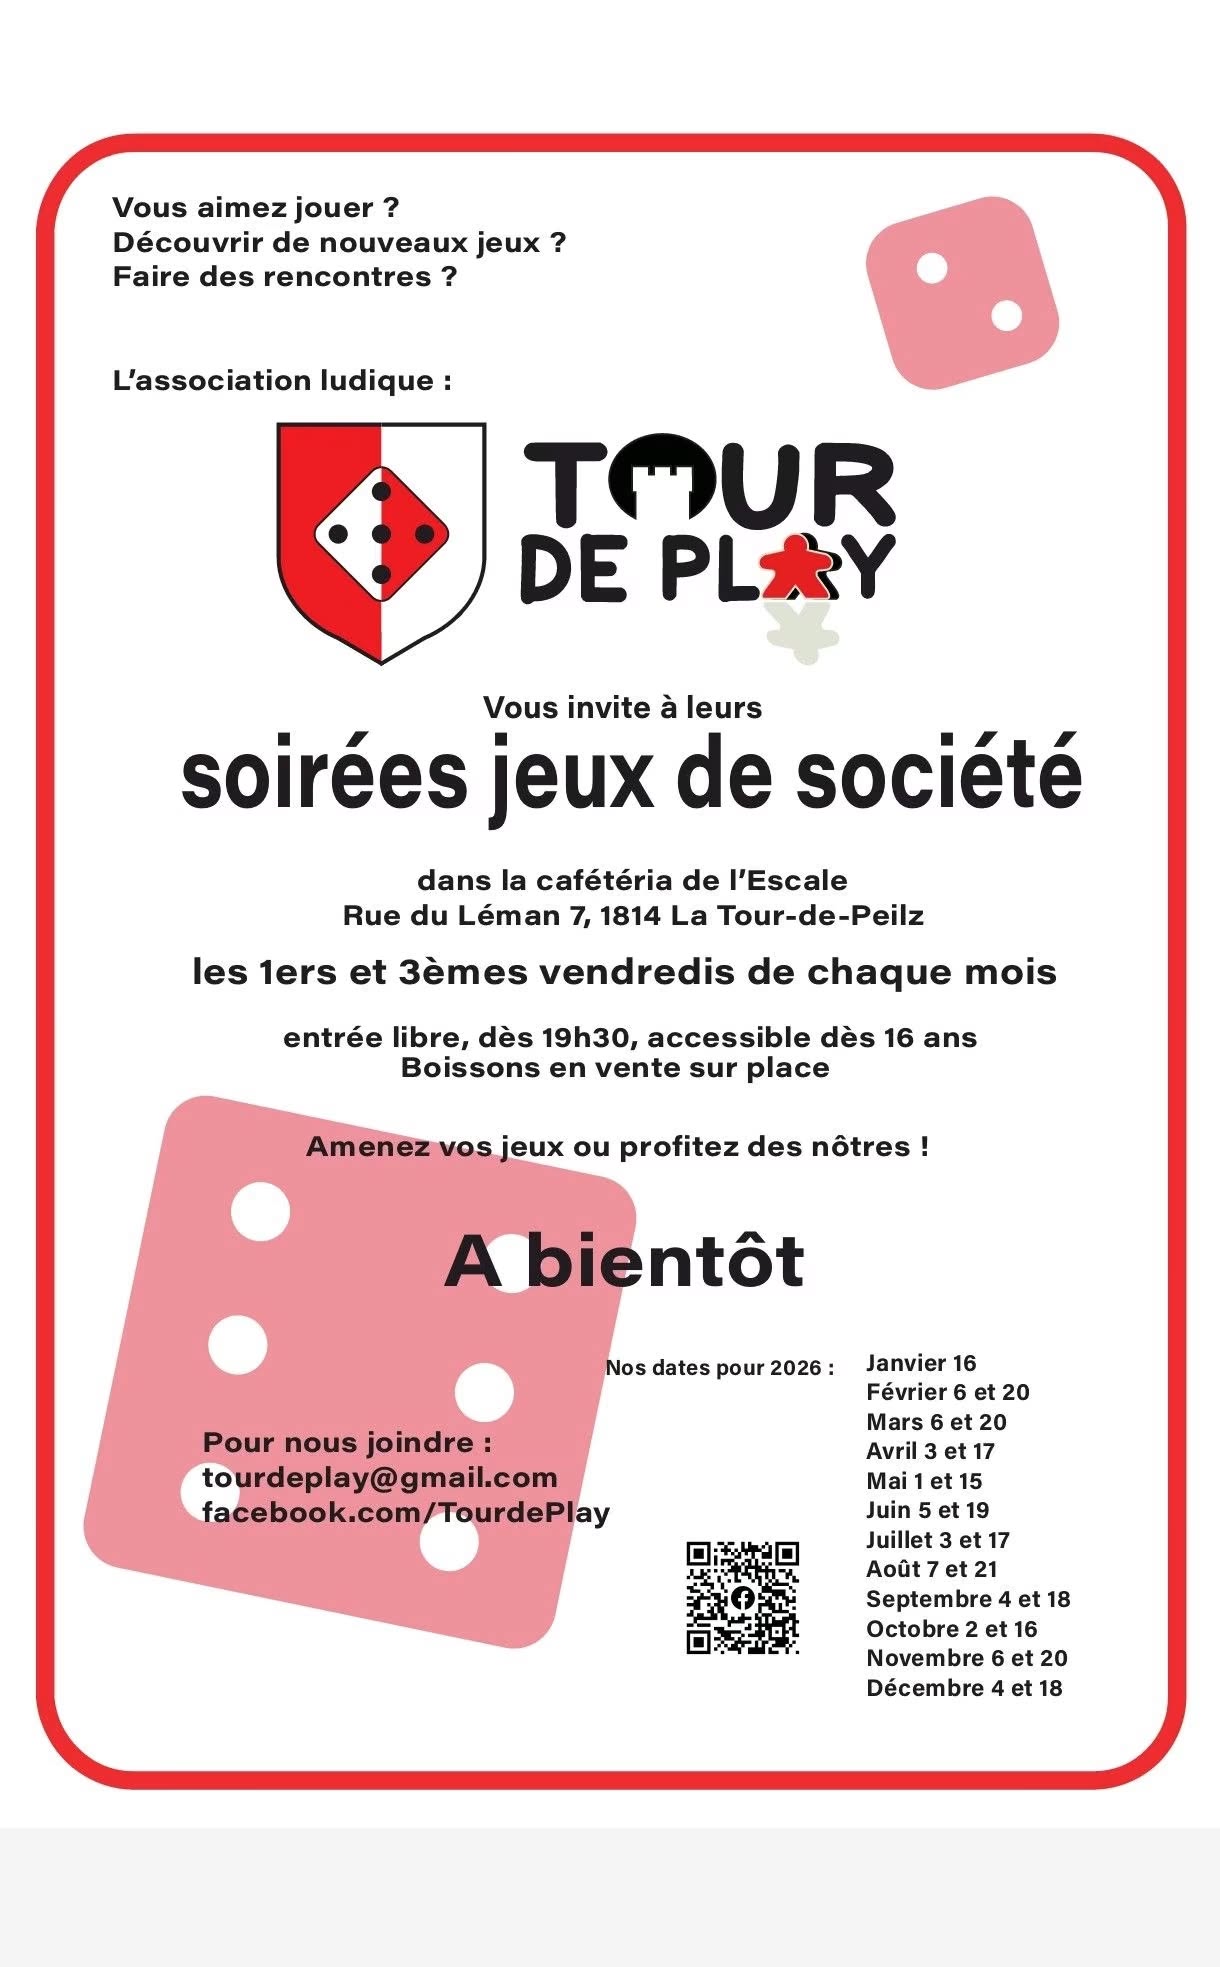 Vous aimez jouer ?
Découvrir de nouveaux jeux ?
Faire des rencontres ?
L’association ludique :
TOUR
DE PLAY
Vous invite à leurs
soirées jeux de société
dans la cafétéria de l’Escale
Rue du Léman 7, 1814 La Tour-de-Peilz
les 1ers et 3èmes vendredis de chaque mois
entrée libre, dès 19h30, accessible dès 16 ans
Boissons en vente sur place
Amenez vos jeux ou profitez des nôtres !
A bientôt
Pour nous joindre :
tourdeplay@gmail.com
facebook.com/TourdePlay
Nos dates pour 2026 :
Janvier 16
Février 6 et 20
Mars 6 et 20
Avril 3 et 17
Mai 1 et 15
Juin 5 et 19
Juillet 3 et 17
Août 7 et 21
Septembre 4 et 18
Octobre 2 et 16
Novembre 6 et 20
Décembre 4 et 18